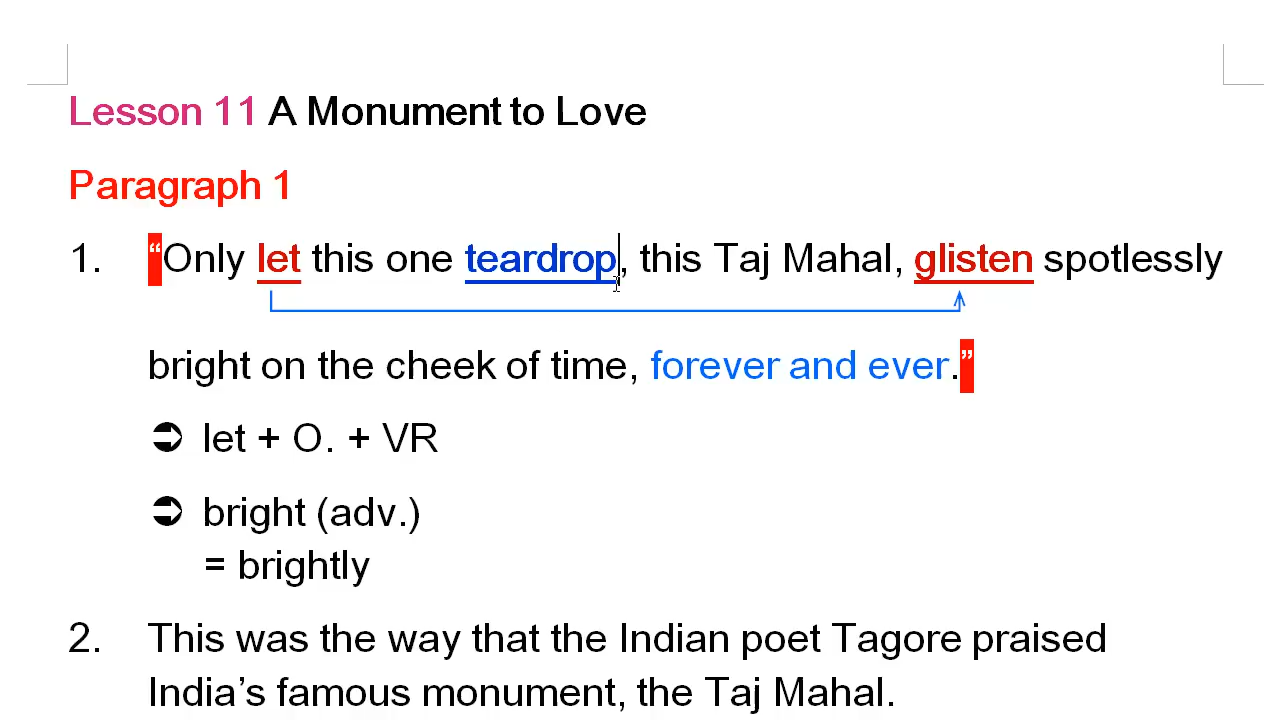 Lesson 11 A Monument to Love
Paragraph 1
1. “Only let this one teardrop, this Taj Mahal, glisten spotlessly
bright on the cheek of time, forever and ever.”
➲ let + O. + VR
➲ bright (adv.)
= brightly
2. This was the way that the Indian poet Tagore praised
India’s famous monument, the Taj Mahal.